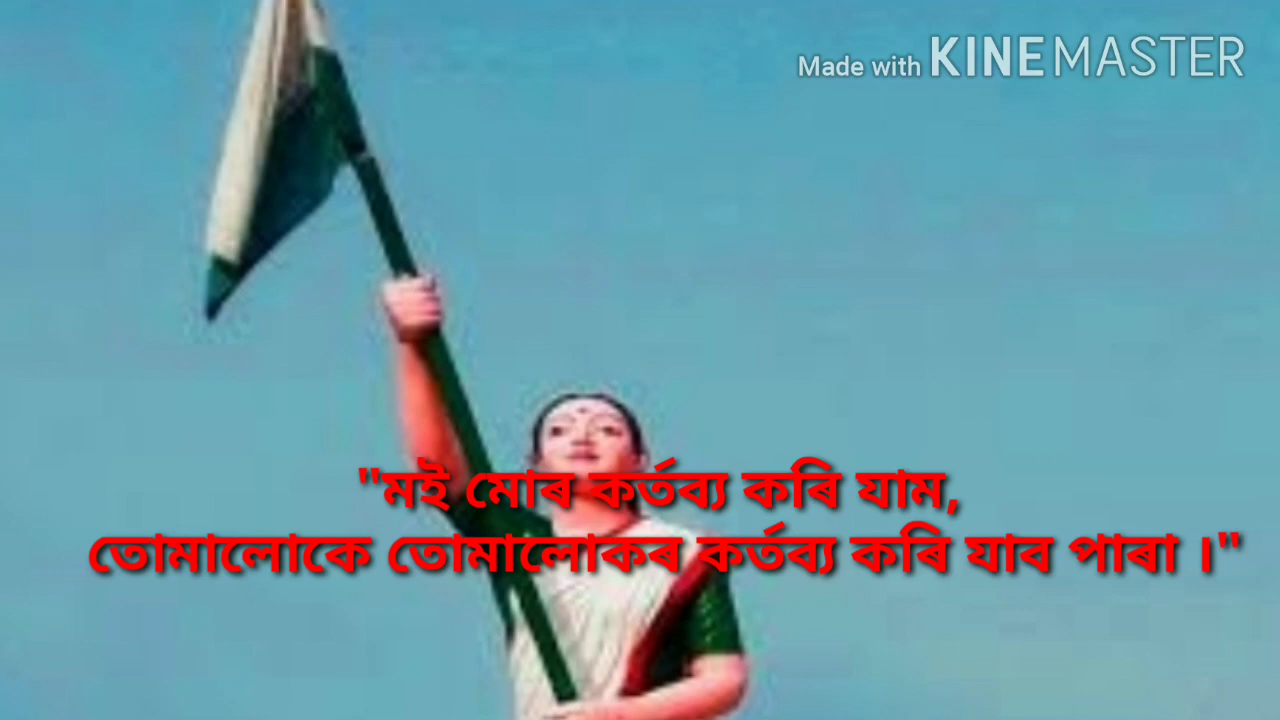 Made with KINEMASTER
"মই মোৰ কৰ্তব্য কৰি যাম,
তোমালোকে তোমালোকৰ কৰ্তব্য কৰি যাব পাৰা ।"